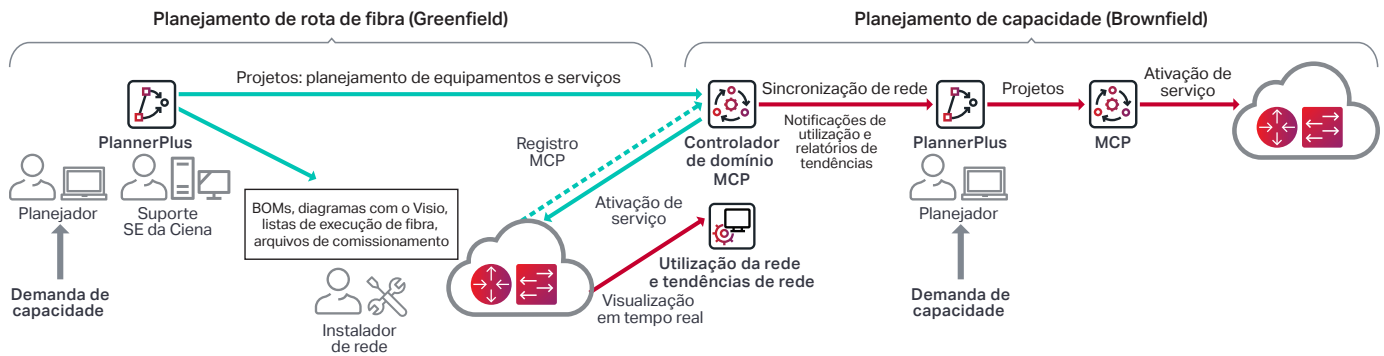 Planejamento de rota de fibra (Greenfield)
Planejamento de capacidade (Brownfield)
Projetos: planejamento de equipamentos e serviços
PlannerPlus
Planejador
Suporte
SE da Ciena
Demanda de
capacidade
BOMs, diagramas com o Visio,
listas de execução de fibra,
arquivos de comissionamento
Instalador
de rede
Registro
MCP
Ativação de
serviço
Controlador
de domínio
MCP
Utilização da rede
e tendências de rede
Visualização
em tempo real
Sincronização de rede
Notificações de
utilização e
relatórios de
tendências
PlannerPlus
Planejador
Demanda de
capacidade
Projetos
MCP
Ativação de
serviço